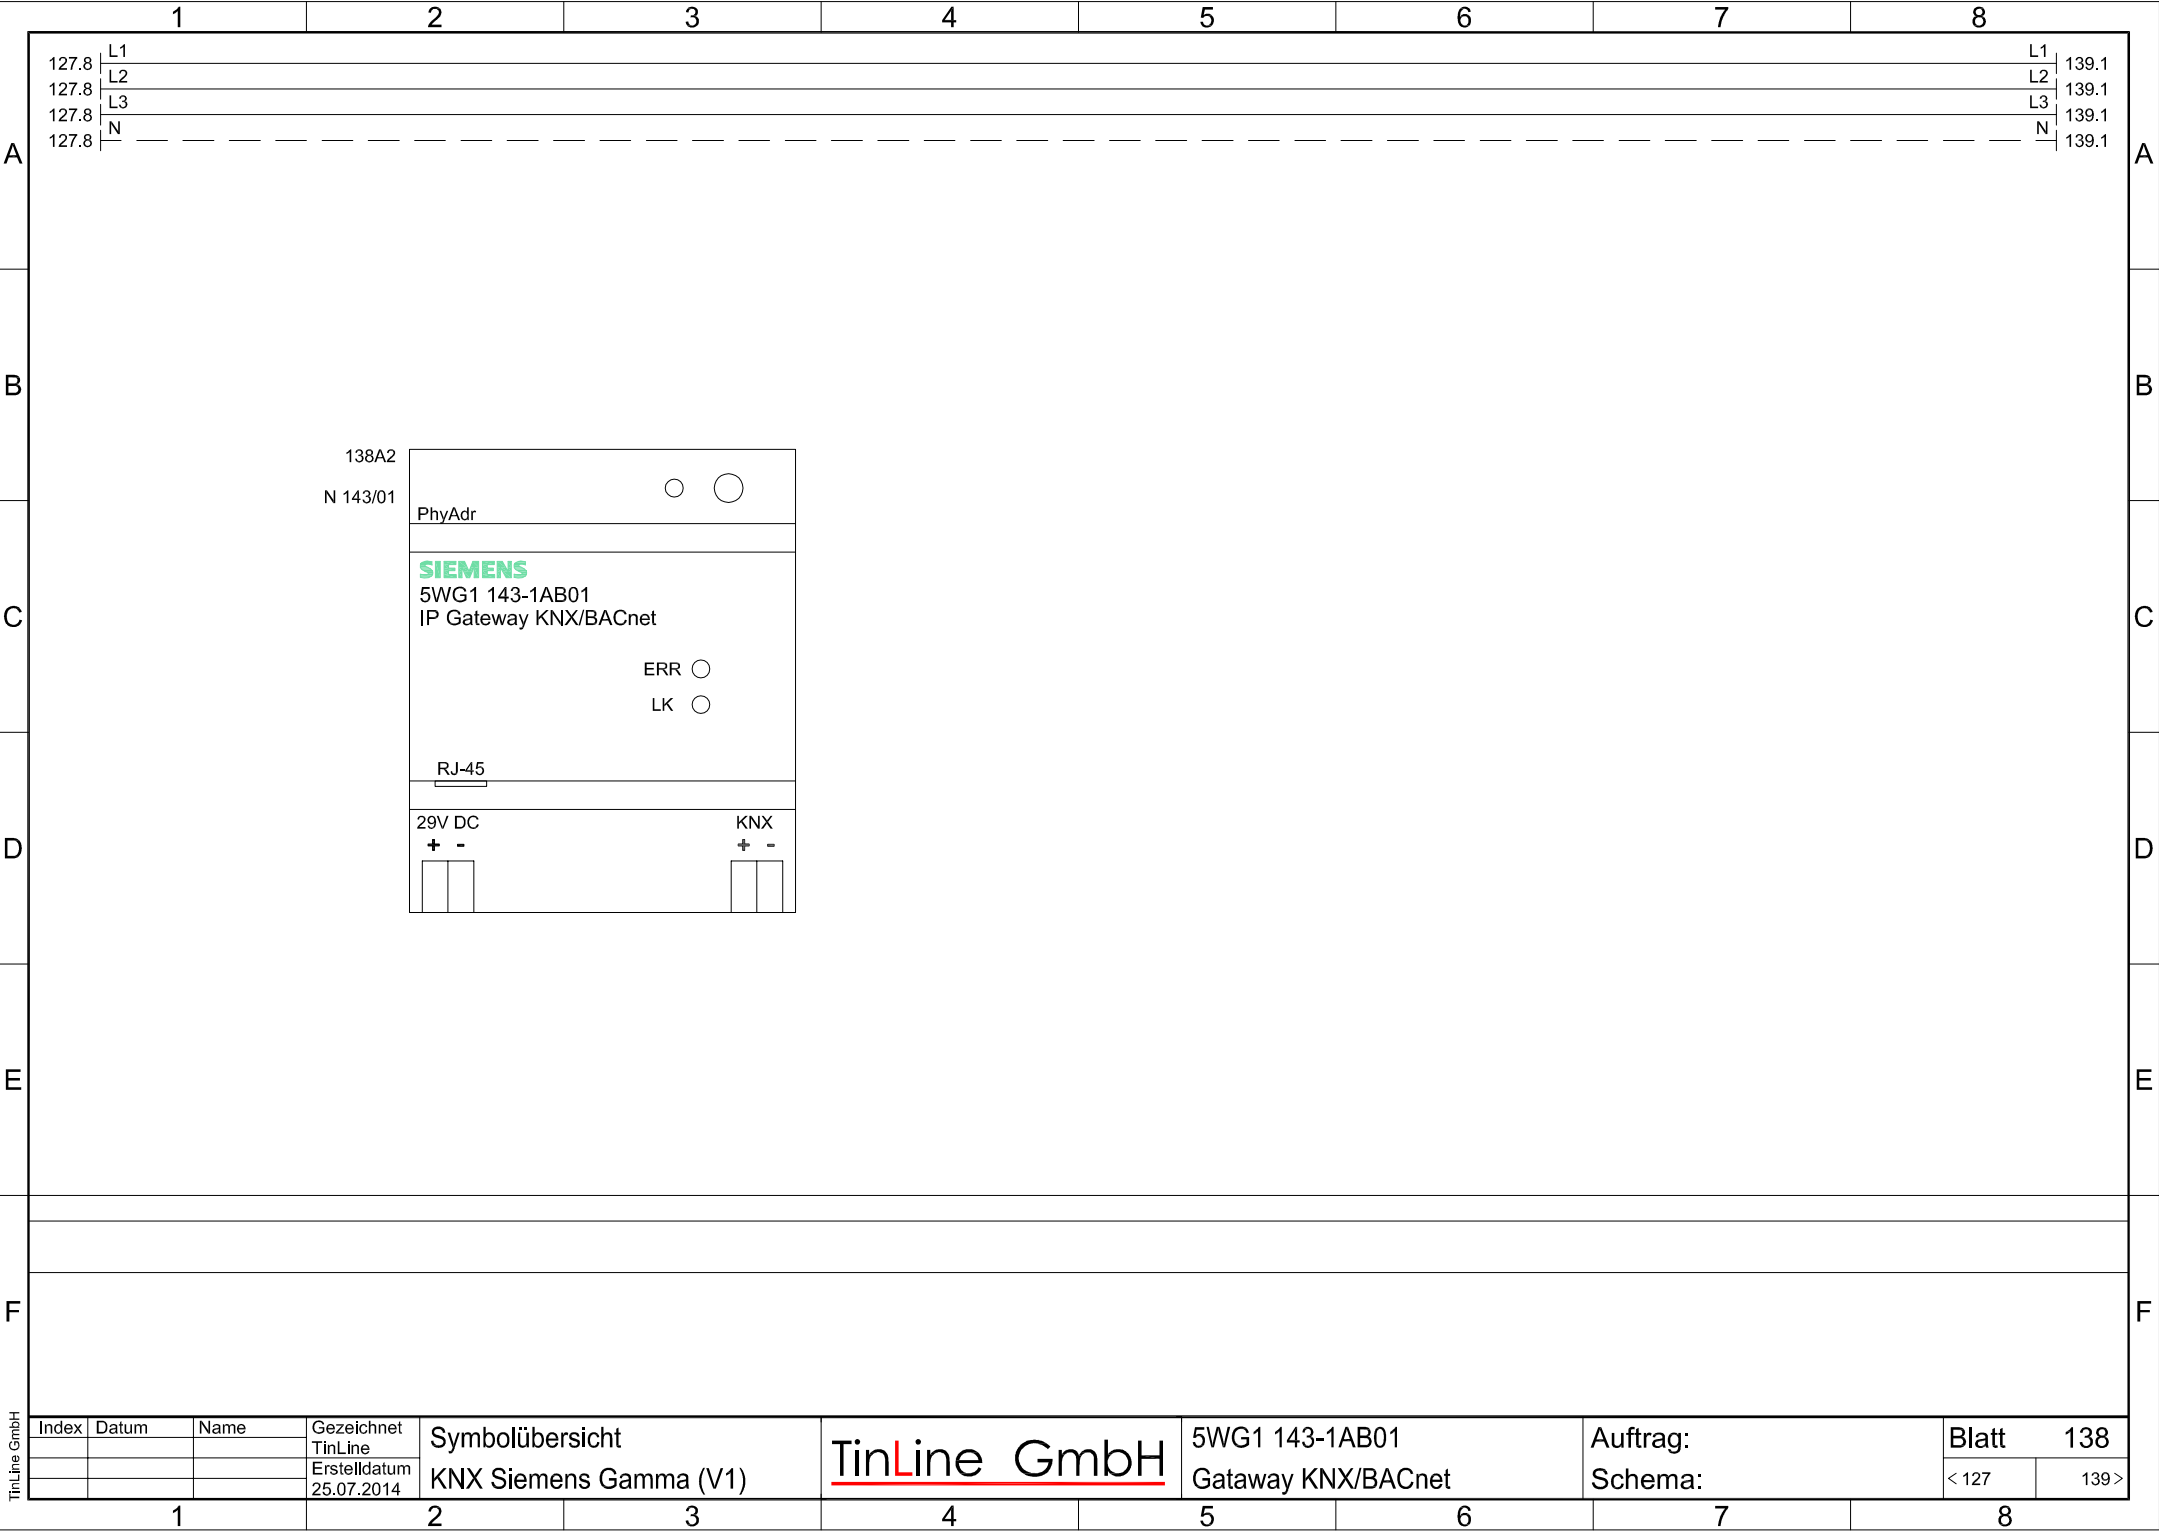 1 2 3 4 5 6 7 8
L1 L1
127.8 139.1
L2 L2
127.8 139.1
L3 L3
127.8 139.1
N N
127.8 139.1
A A
B B
138A2
N 143/01
PhyAdr
SIEMENS
5WG1 143-1AB01
IP Gateway KNX/BACnet
C C
ERR
LK
RJ-45
29V DC KNX
+ - + -
D D
E E
F F
TinLine GmbH
Index Datum Name
Gezeichnet
TinLine
Erstelldatum
25.07.2014
Symbolübersicht
KNX Siemens Gamma (V1)
TinLine GmbH
5WG1 143-1AB01
Gataway KNX/BACnet
Auftrag:
Schema:
Blatt 138
< 127 139 >
1 2 3 4 5 6 7 8